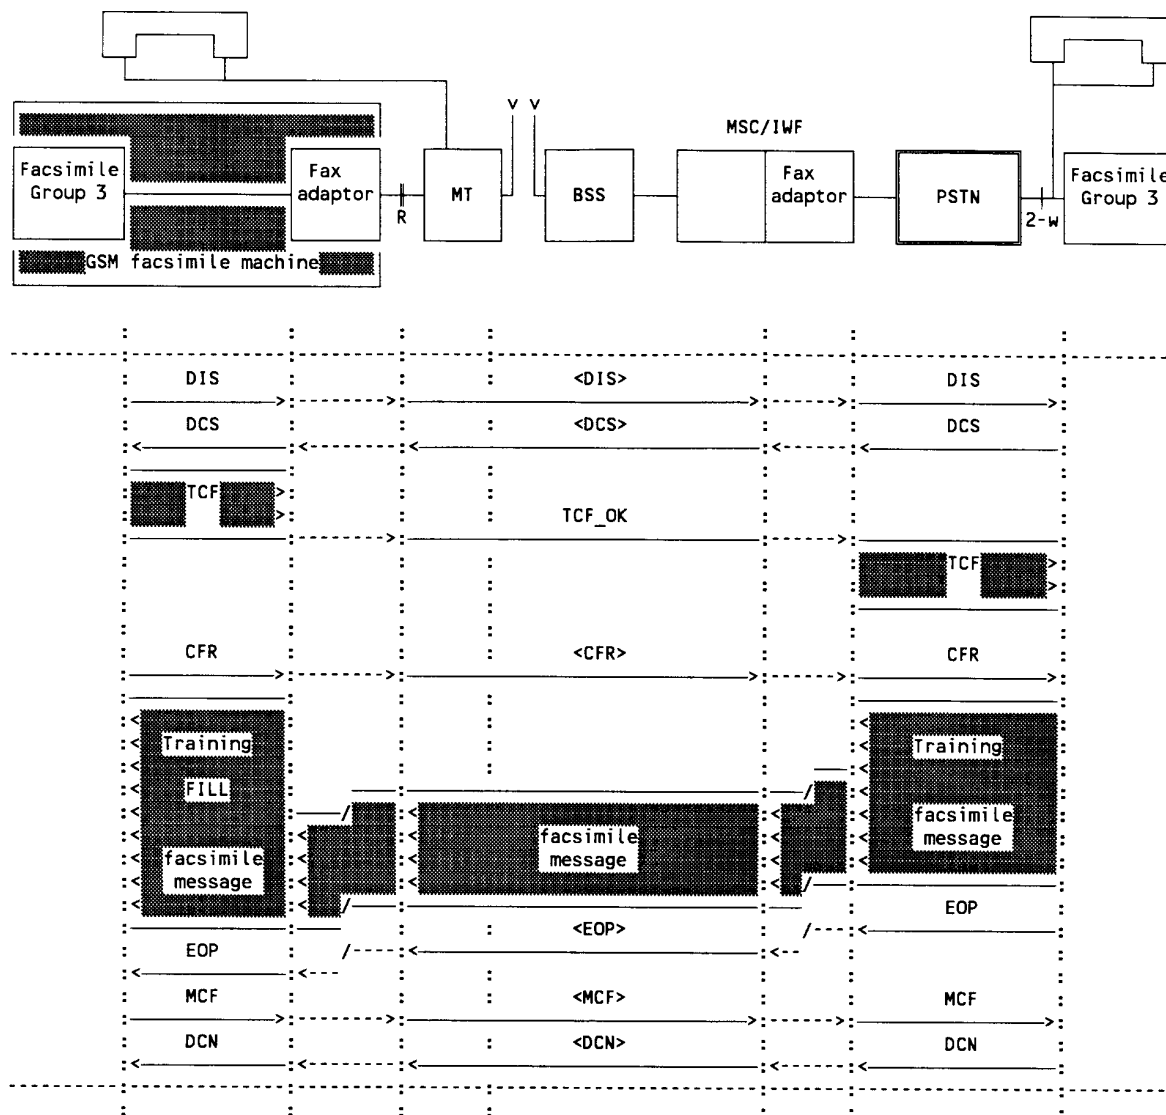 MSC/IWF
Facsimile
Group 3
Fax
adaptor
R
MT
BSS
Fax
adaptor
PSTN
2-w
Facsimile
Group 3
GSM facsimile machine
DIS <DIS> DIS
DCS <DCS> DCS
TCF
TCF_OK
TCF
CFR <CFR> CFR
Training
FILL
facsimile
message
facsimile
message
Training
facsimile
message
EOP
<EOP>
EOP
MCF <MCF> MCF
DCN <DCN> DCN